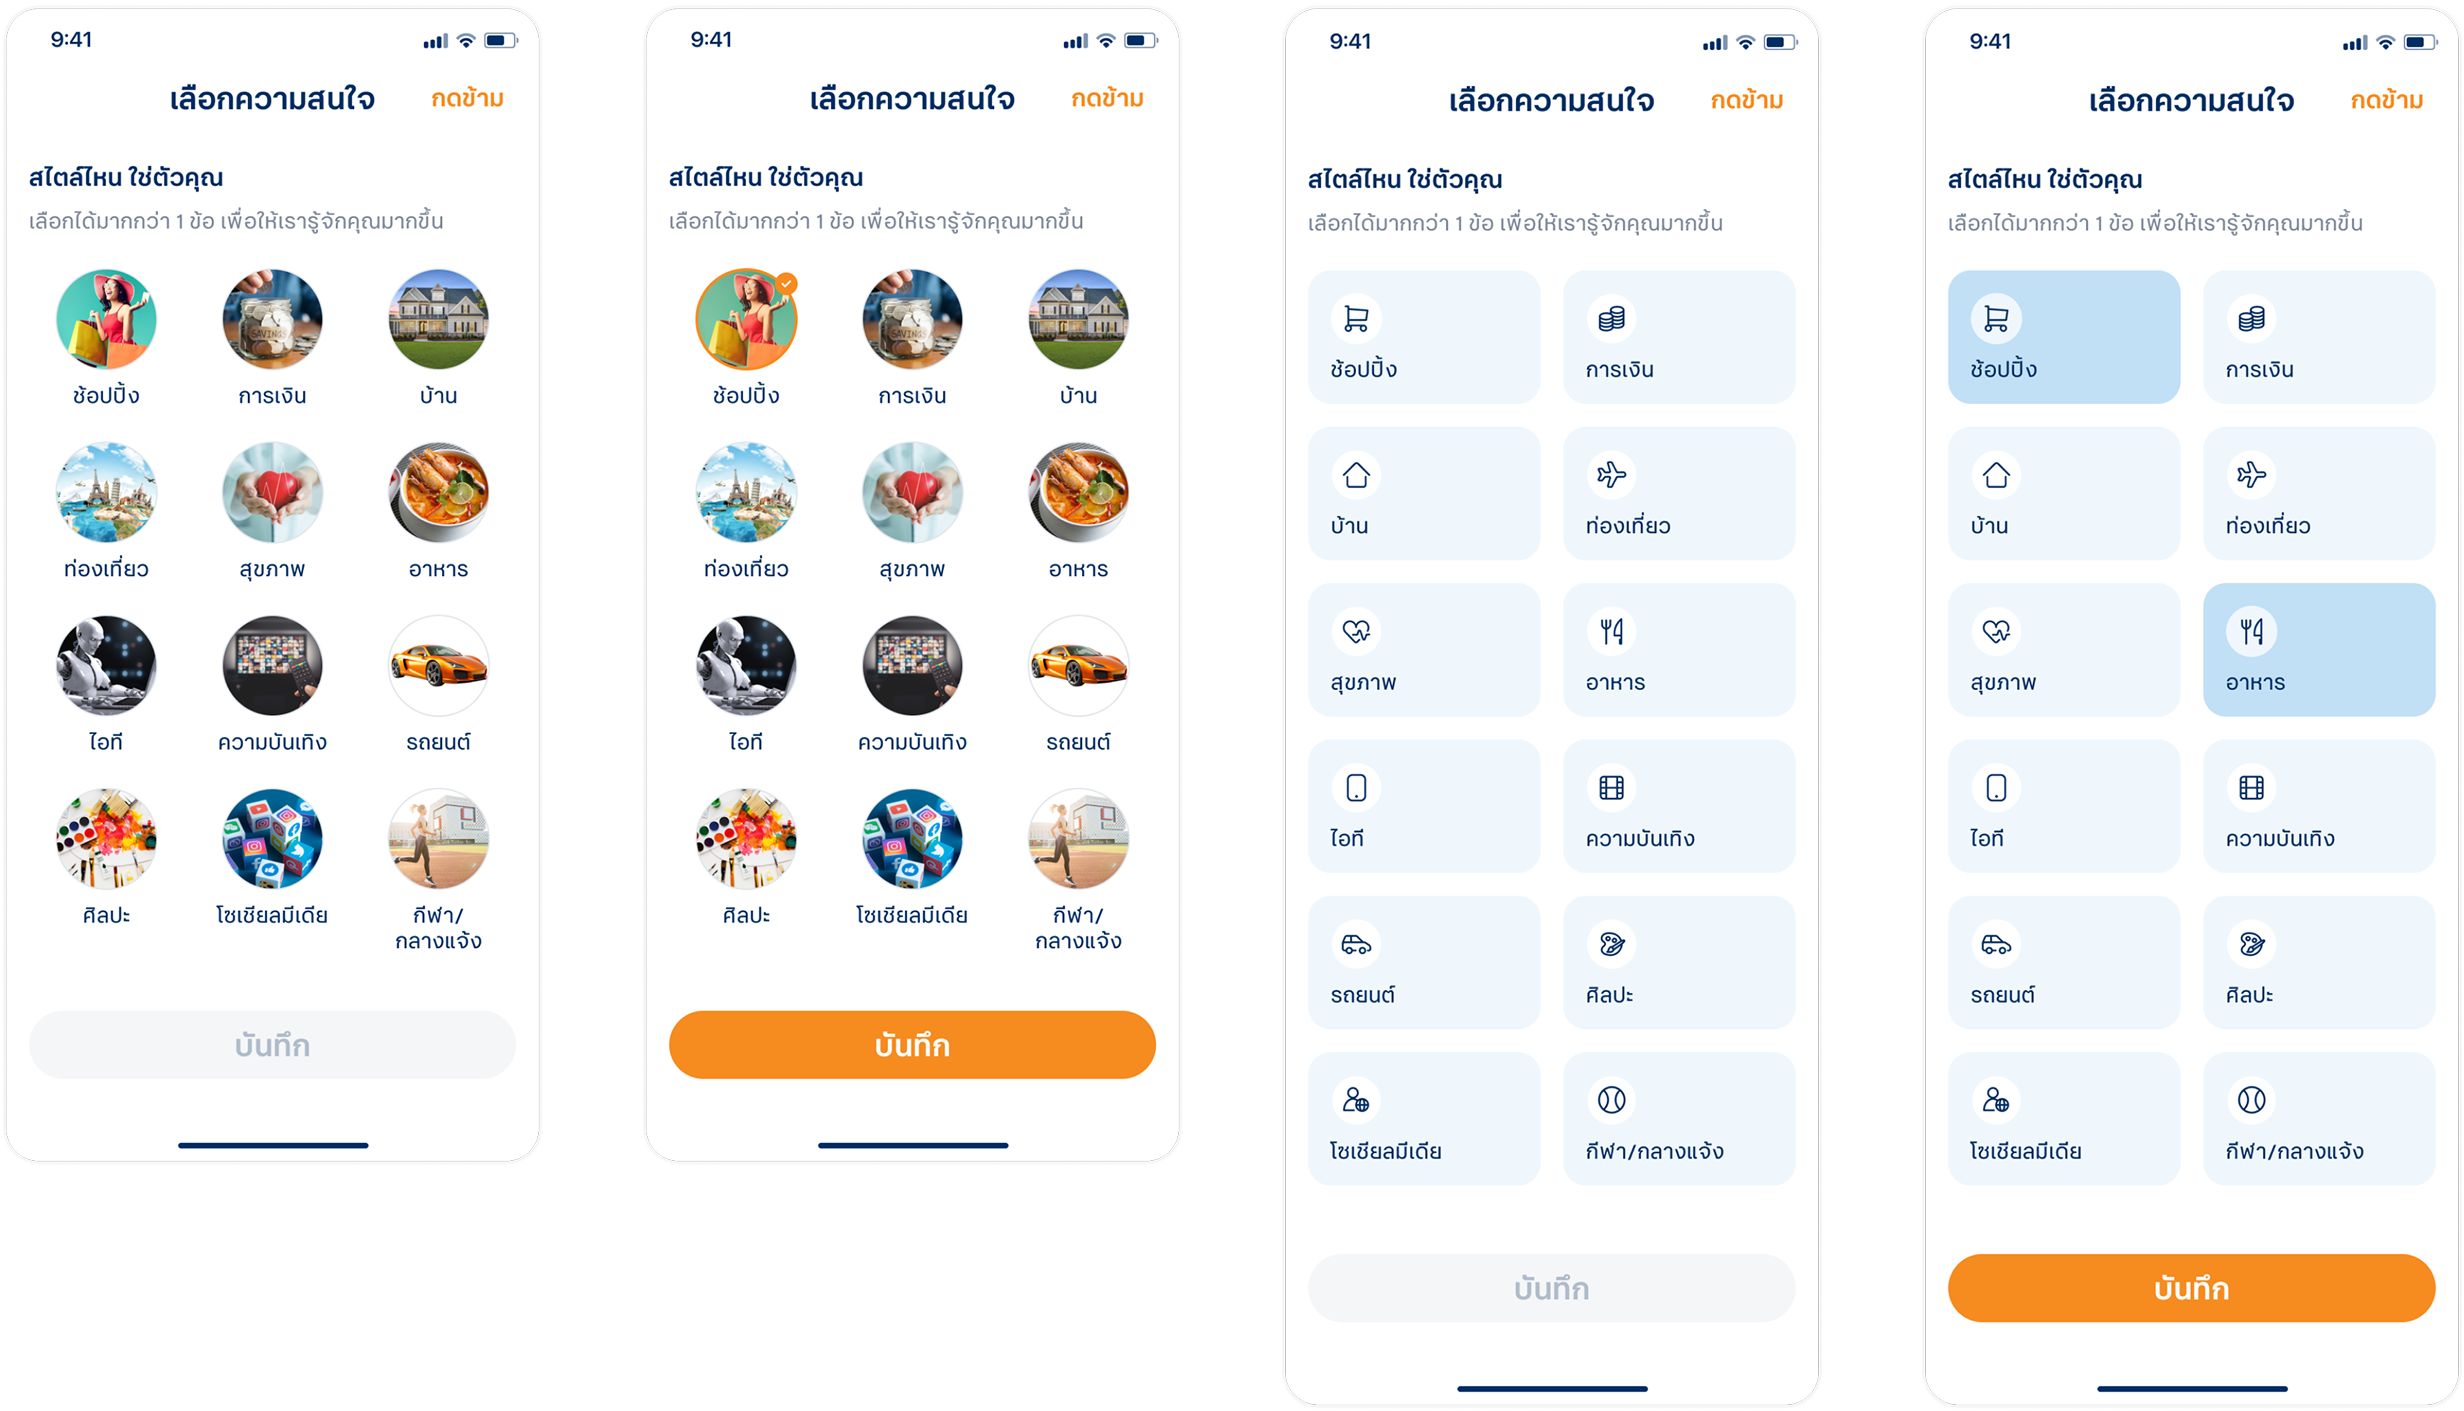 9:41
เลือกความสนใจ กดข้าม
สไตล์ไหน ใช่ตัวคุณ
เลือกได้มากกว่า 1 ข้อ เพื่อให้เรารู้จักคุณมากขึ้น
SAVINGS
ช้อปปิ้ง การเงิน บ้าน
ท่องเที่ยว สุขภาพ อาหาร
ไอที ความบันเทิง รถยนต์
ศิลปะ โซเชียลมีเดีย กีฬา/
กลางแจ้ง
บันทึก
9:41
เลือกความสนใจ กดข้าม
สไตล์ไหน ใช่ตัวคุณ
เลือกได้มากกว่า 1 ข้อ เพื่อให้เรารู้จักคุณมากขึ้น
SAVINGS
ช้อปปิ้ง การเงิน บ้าน
ท่องเที่ยว สุขภาพ อาหาร
ไอที ความบันเทิง รถยนต์
ศิลปะ โซเชียลมีเดีย กีฬา/
กลางแจ้ง
บันทึก
9:41
เลือกความสนใจ กดข้าม
สไตล์ไหน ใช่ตัวคุณ
เลือกได้มากกว่า 1 ข้อ เพื่อให้เรารู้จักคุณมากขึ้น
ช้อปปิ้ง การเงิน
บ้าน ท่องเที่ยว
สุขภาพ อาหาร
ไอที ความบันเทิง
รถยนต์ ศิลปะ
โซเชียลมีเดีย กีฬา/กลางแจ้ง
บันทึก
9:41
เลือกความสนใจ กดข้าม
สไตล์ไหน ใช่ตัวคุณ
เลือกได้มากกว่า 1 ข้อ เพื่อให้เรารู้จักคุณมากขึ้น
ช้อปปิ้ง การเงิน
บ้าน ท่องเที่ยว
สุขภาพ อาหาร
ไอที ความบันเทิง
รถยนต์ ศิลปะ
โซเชียลมีเดีย กีฬา/กลางแจ้ง
บันทึก